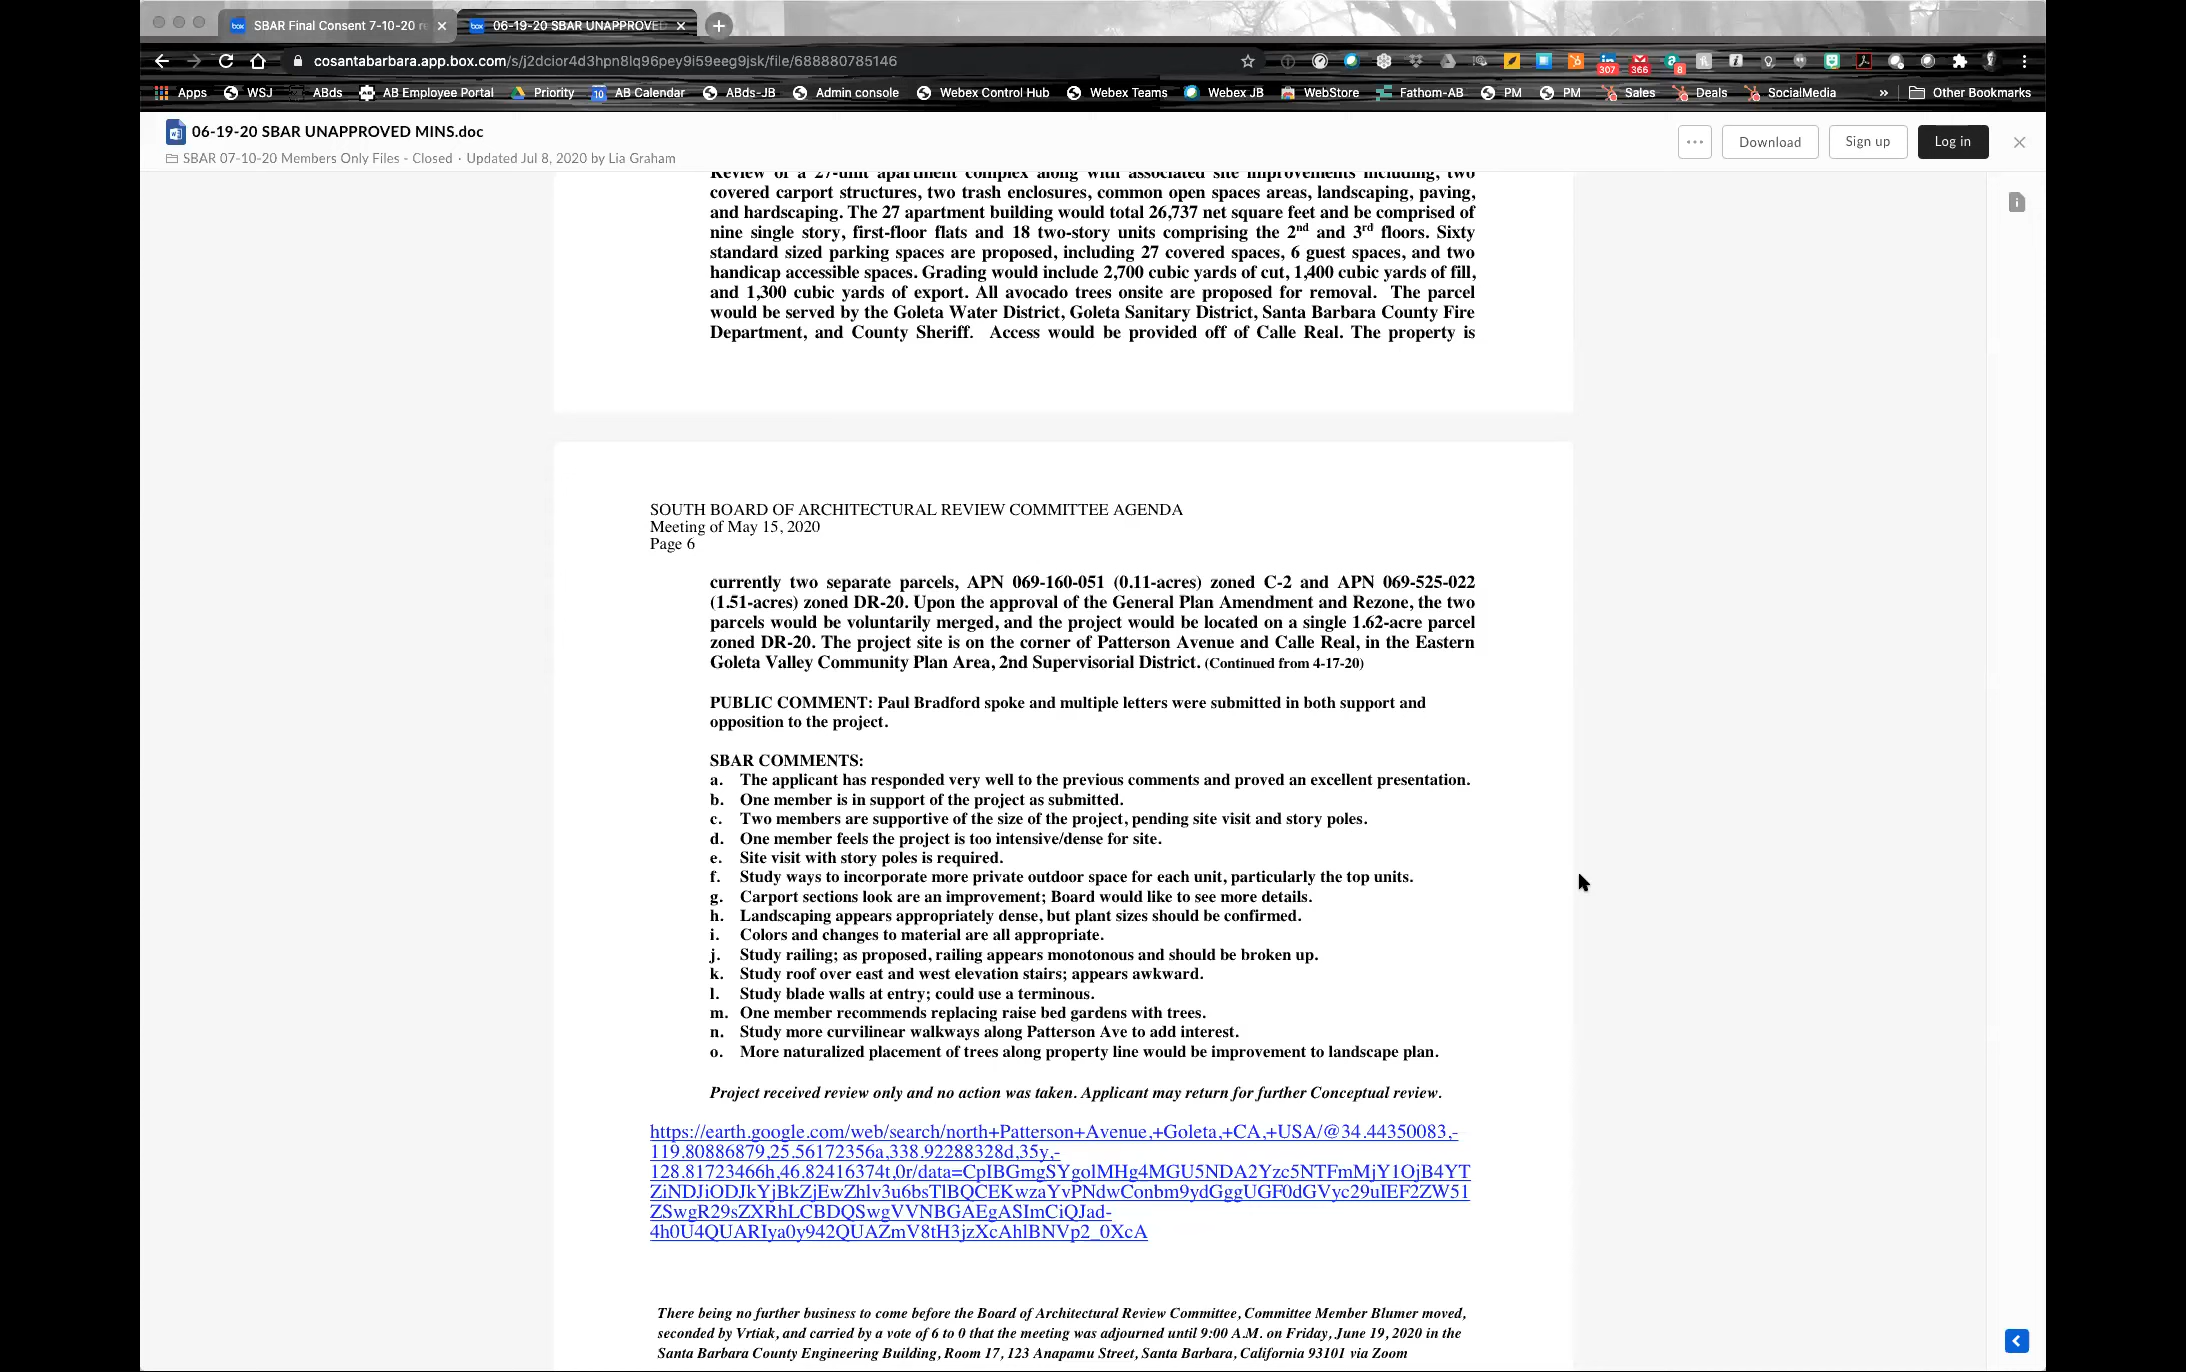 SBAR Final Consent 7-10-20 re
06-19-20 SBAR UNAPPROVED
cosantabarbara.app.box.com/s/j2dcior4d3hpn8lq96pey9i59eeg9jsk/file/688880785146
307 366 8
Apps WSJ ABds AB Employee Portal Priority 10 AB Calendar ABds-JB Admin console Webex Control Hub Webex Teams Webex JB WebStore Fathom-AB PM PM Sales Deals SocialMedia » Other Bookmarks
06-19-20 SBAR UNAPPROVED MINS.doc
SBAR 07-10-20 Members Only Files - Closed · Updated Jul 8, 2020 by Lia Graham
Download Sign up Log in
Review of a 27-unit apartment complex along with associated site improvements including, two
covered carport structures, two trash enclosures, common open spaces areas, landscaping, paving,
and hardscaping. The 27 apartment building would total 26,737 net square feet and be comprised of
nine single story, first-floor flats and 18 two-story units comprising the 2nd and 3rd floors. Sixty
standard sized parking spaces are proposed, including 27 covered spaces, 6 guest spaces, and two
handicap accessible spaces. Grading would include 2,700 cubic yards of cut, 1,400 cubic yards of fill,
and 1,300 cubic yards of export. All avocado trees onsite are proposed for removal. The parcel
would be served by the Goleta Water District, Goleta Sanitary District, Santa Barbara County Fire
Department, and County Sheriff. Access would be provided off of Calle Real. The property is
SOUTH BOARD OF ARCHITECTURAL REVIEW COMMITTEE AGENDA
Meeting of May 15, 2020
Page 6
currently two separate parcels, APN 069-160-051 (0.11-acres) zoned C-2 and APN 069-525-022
(1.51-acres) zoned DR-20. Upon the approval of the General Plan Amendment and Rezone, the two
parcels would be voluntarily merged, and the project would be located on a single 1.62-acre parcel
zoned DR-20. The project site is on the corner of Patterson Avenue and Calle Real, in the Eastern
Goleta Valley Community Plan Area, 2nd Supervisorial District. (Continued from 4-17-20)
PUBLIC COMMENT: Paul Bradford spoke and multiple letters were submitted in both support and
opposition to the project.
SBAR COMMENTS:
a. The applicant has responded very well to the previous comments and proved an excellent presentation.
b. One member is in support of the project as submitted.
c. Two members are supportive of the size of the project, pending site visit and story poles.
d. One member feels the project is too intensive/dense for site.
e. Site visit with story poles is required.
f. Study ways to incorporate more private outdoor space for each unit, particularly the top units.
g. Carport sections look are an improvement; Board would like to see more details.
h. Landscaping appears appropriately dense, but plant sizes should be confirmed.
i. Colors and changes to material are all appropriate.
j. Study railing; as proposed, railing appears monotonous and should be broken up.
k. Study roof over east and west elevation stairs; appears awkward.
l. Study blade walls at entry; could use a terminous.
m. One member recommends replacing raise bed gardens with trees.
n. Study more curvilinear walkways along Patterson Ave to add interest.
o. More naturalized placement of trees along property line would be improvement to landscape plan.
Project received review only and no action was taken. Applicant may return for further Conceptual review.
https://earth.google.com/web/search/north+Patterson+Avenue,+Goleta,+CA,+USA/@34.44350083,-
119.80886879,25.56172356a,338.92288328d,35y,-
128.81723466h,46.82416374t,0r/data=CpIBGmgSYgolMHg4MGU5NDA2Yzc5NTFmMjY1OjB4YT
ZiNDJiODJkYjBkZjEwZhlv3u6bsTlBQCEKwzaYvPNdwConbm9ydGggUGF0dGVyc29uIEF2ZW51
ZSwgR29sZXRhLCBDQSwgVVNBGAEgASImCiQJad-
4h0U4QUARIya0y942QUAZmV8tH3jzXcAhlBNVp2_0XcA
There being no further business to come before the Board of Architectural Review Committee, Committee Member Blumer moved,
seconded by Vrtiak, and carried by a vote of 6 to 0 that the meeting was adjourned until 9:00 A.M. on Friday, June 19, 2020 in the
Santa Barbara County Engineering Building, Room 17, 123 Anapamu Street, Santa Barbara, California 93101 via Zoom